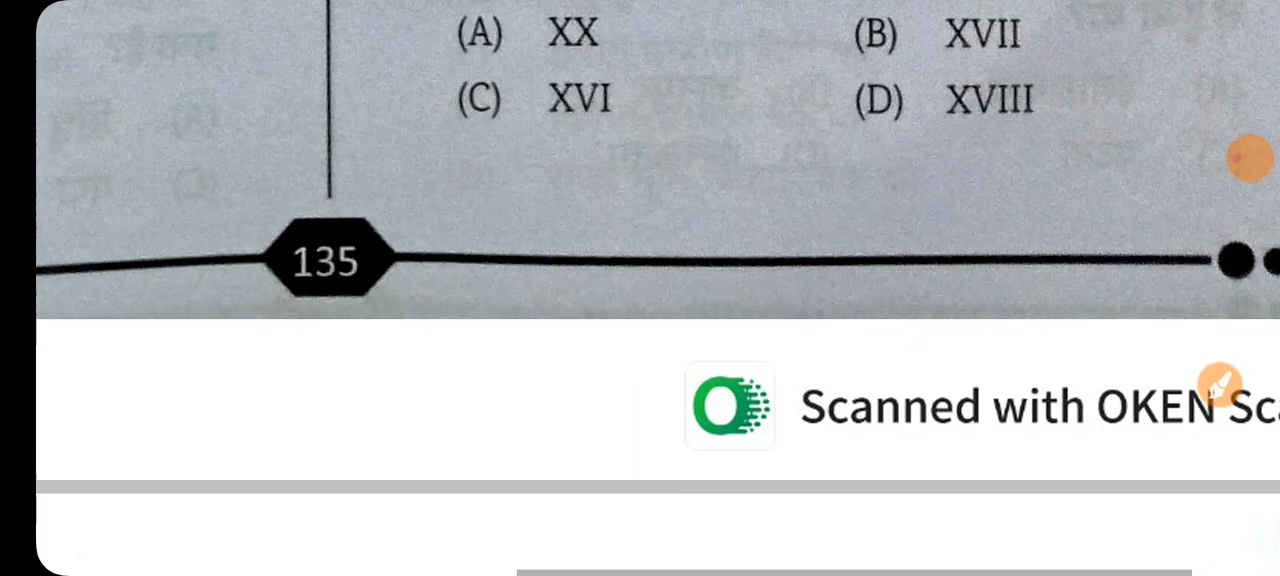 (A) XX (B) XVII
(C) XVI (D) XVIII
135
Scanned with OKEN